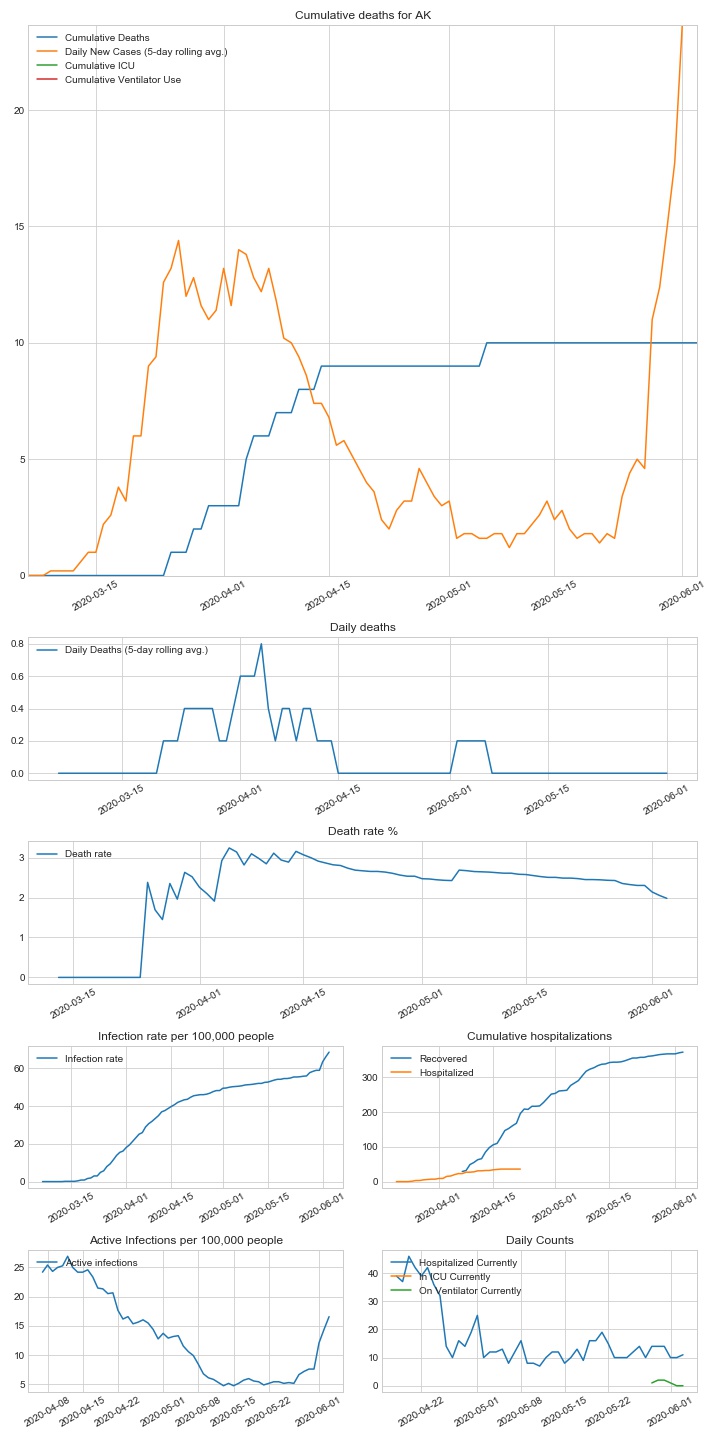 Cumulative deaths for AK
Cumulative Deaths
Daily New Cases (5-day rolling avg.)
Cumulative ICU
Cumulative Ventilator Use
20
15
10
5
0
2020-03-15 2020-04-01 2020-04-15 2020-05-01 2020-05-15 2020-06-01
Daily deaths
Daily Deaths (5-day rolling avg.)
0.8
0.6
0.4
0.2
0.0
2020-03-15 2020-04-01 2020-04-15 2020-05-01 2020-05-15 2020-06-01
Death rate %
Death rate
3
2
1
0
2020-03-15 2020-04-01 2020-04-15 2020-05-01 2020-05-15 2020-06-01
Infection rate per 100,000 people
Infection rate
60
40
20
0
2020-03-15 2020-04-01 2020-04-15 2020-05-01 2020-05-15 2020-06-01
Cumulative hospitalizations
Recovered
Hospitalized
300
200
100
0
2020-04-01 2020-04-15 2020-05-01 2020-05-15 2020-06-01
Active Infections per 100,000 people
Active infections
25
20
15
10
5
2020-04-08 2020-04-15 2020-04-22 2020-05-01 2020-05-08 2020-05-15 2020-05-22 2020-06-01
Daily Counts
Hospitalized Currently
In ICU Currently
On Ventilator Currently
40
30
20
10
0
2020-04-22 2020-05-01 2020-05-08 2020-05-15 2020-05-22 2020-06-01